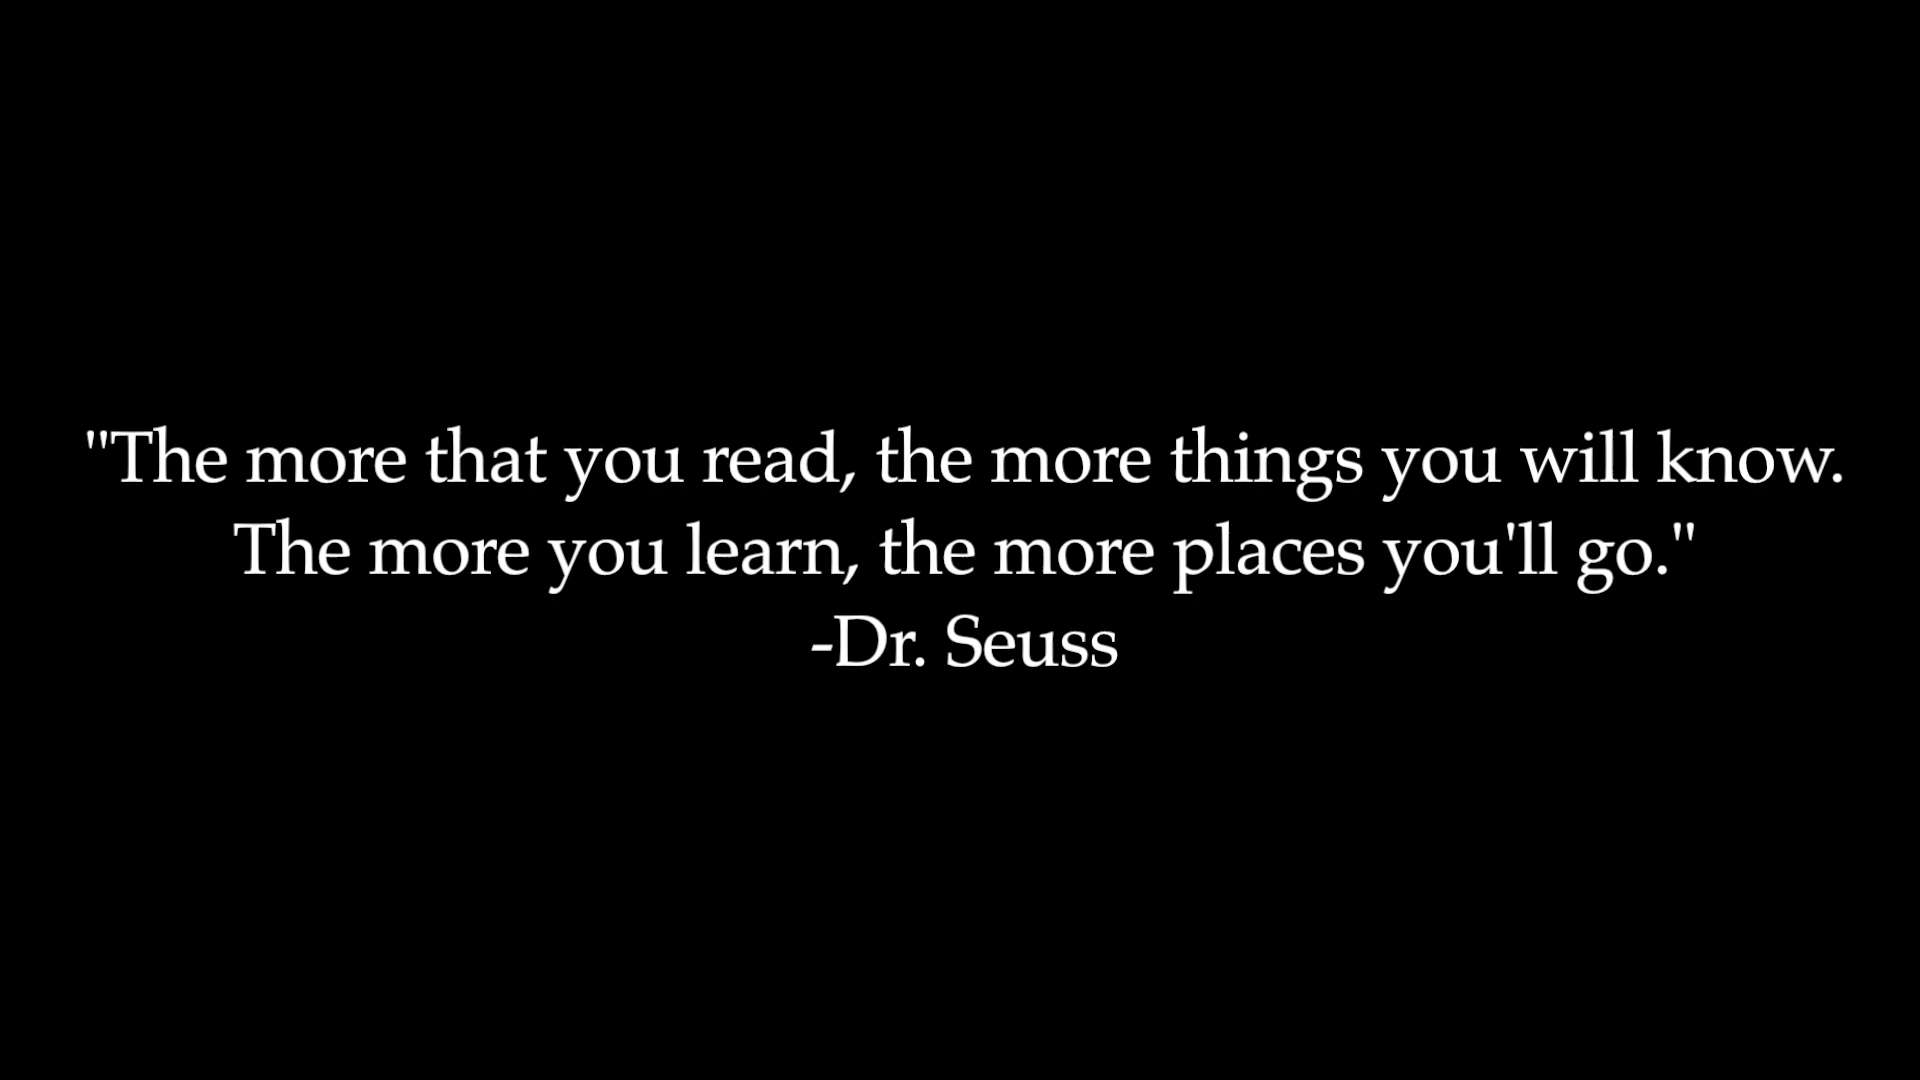 "The more that you read, the more things you will know.
The more you learn, the more places you'll go."
-Dr. Seuss